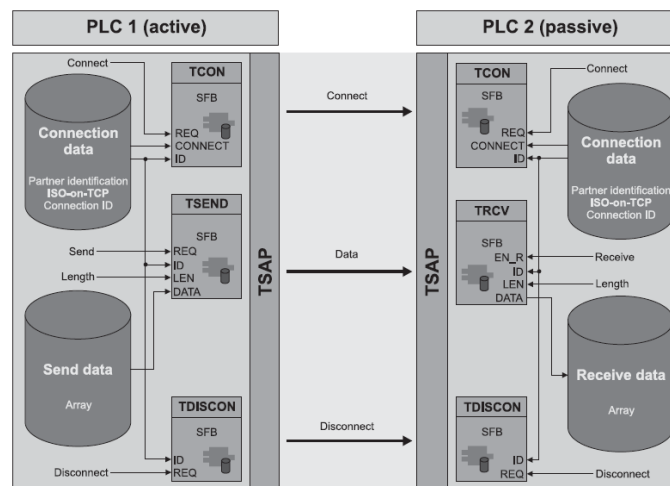 PLC 1 (active)
TCON
SFB
Connect
REQ
CONNECT
ID
Connection
data
Partner identification
ISO-on-TCP
Connection ID
TSEND
SFB
Send
REQ
ID
Length
LEN
DATA
Send data
Array
TDISCON
SFB
ID
Disconnect
REQ
TSAP
Connect
Data
Disconnect
PLC 2 (passive)
TSAP
TCON
SFB
Connect
REQ
CONNECT
ID
Connection
data
Partner identification
ISO-on-TCP
Connection ID
TRCV
SFB
EN_R
Receive
ID
LEN
Length
DATA
Receive data
Array
TDISCON
SFB
ID
REQ
Disconnect